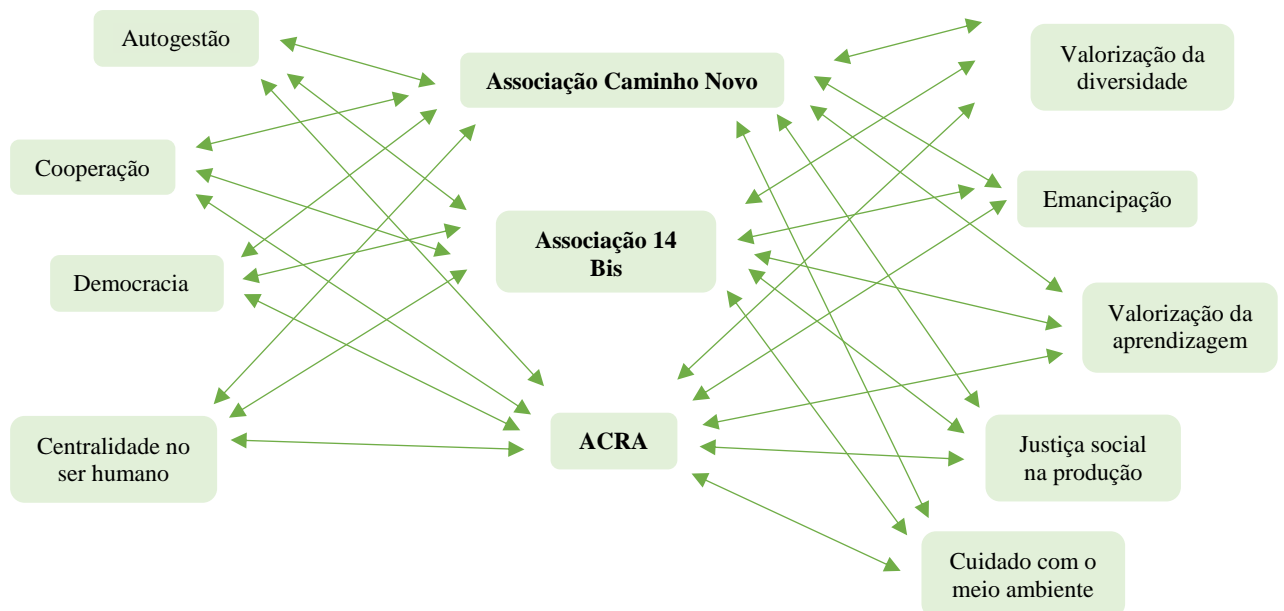 Autogestão
Cooperação
Democracia
Centralidade no
ser humano
Associação Caminho Novo
Associação 14
Bis
ACRA
Valorização da
diversidade
Emancipação
Valorização da
aprendizagem
Justiça social
na produção
Cuidado com o
meio ambiente